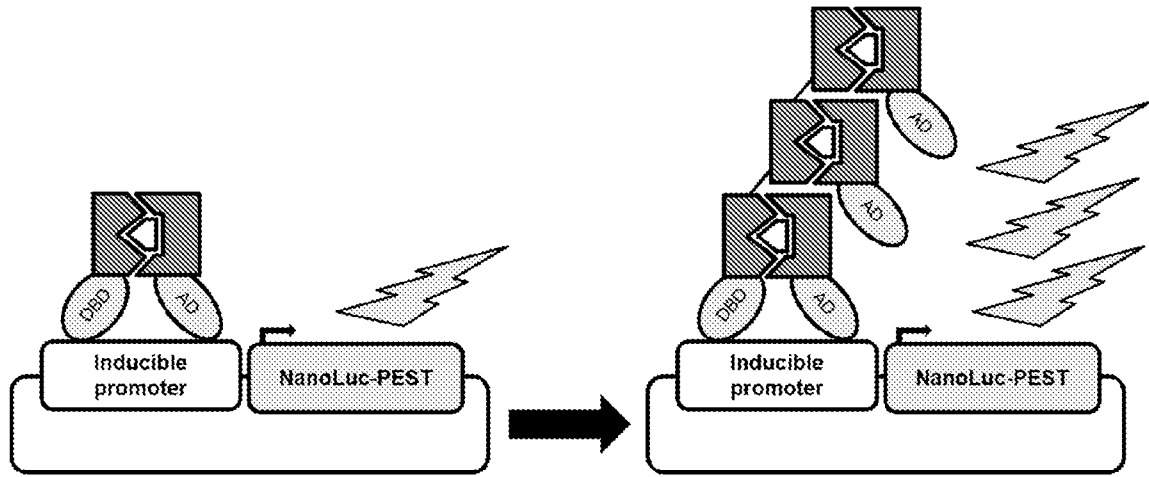 AD
AD
DBD
AD
Inducible
promoter
NanoLuc-PEST
DBD
AD
Inducible
promoter
NanoLuc-PEST